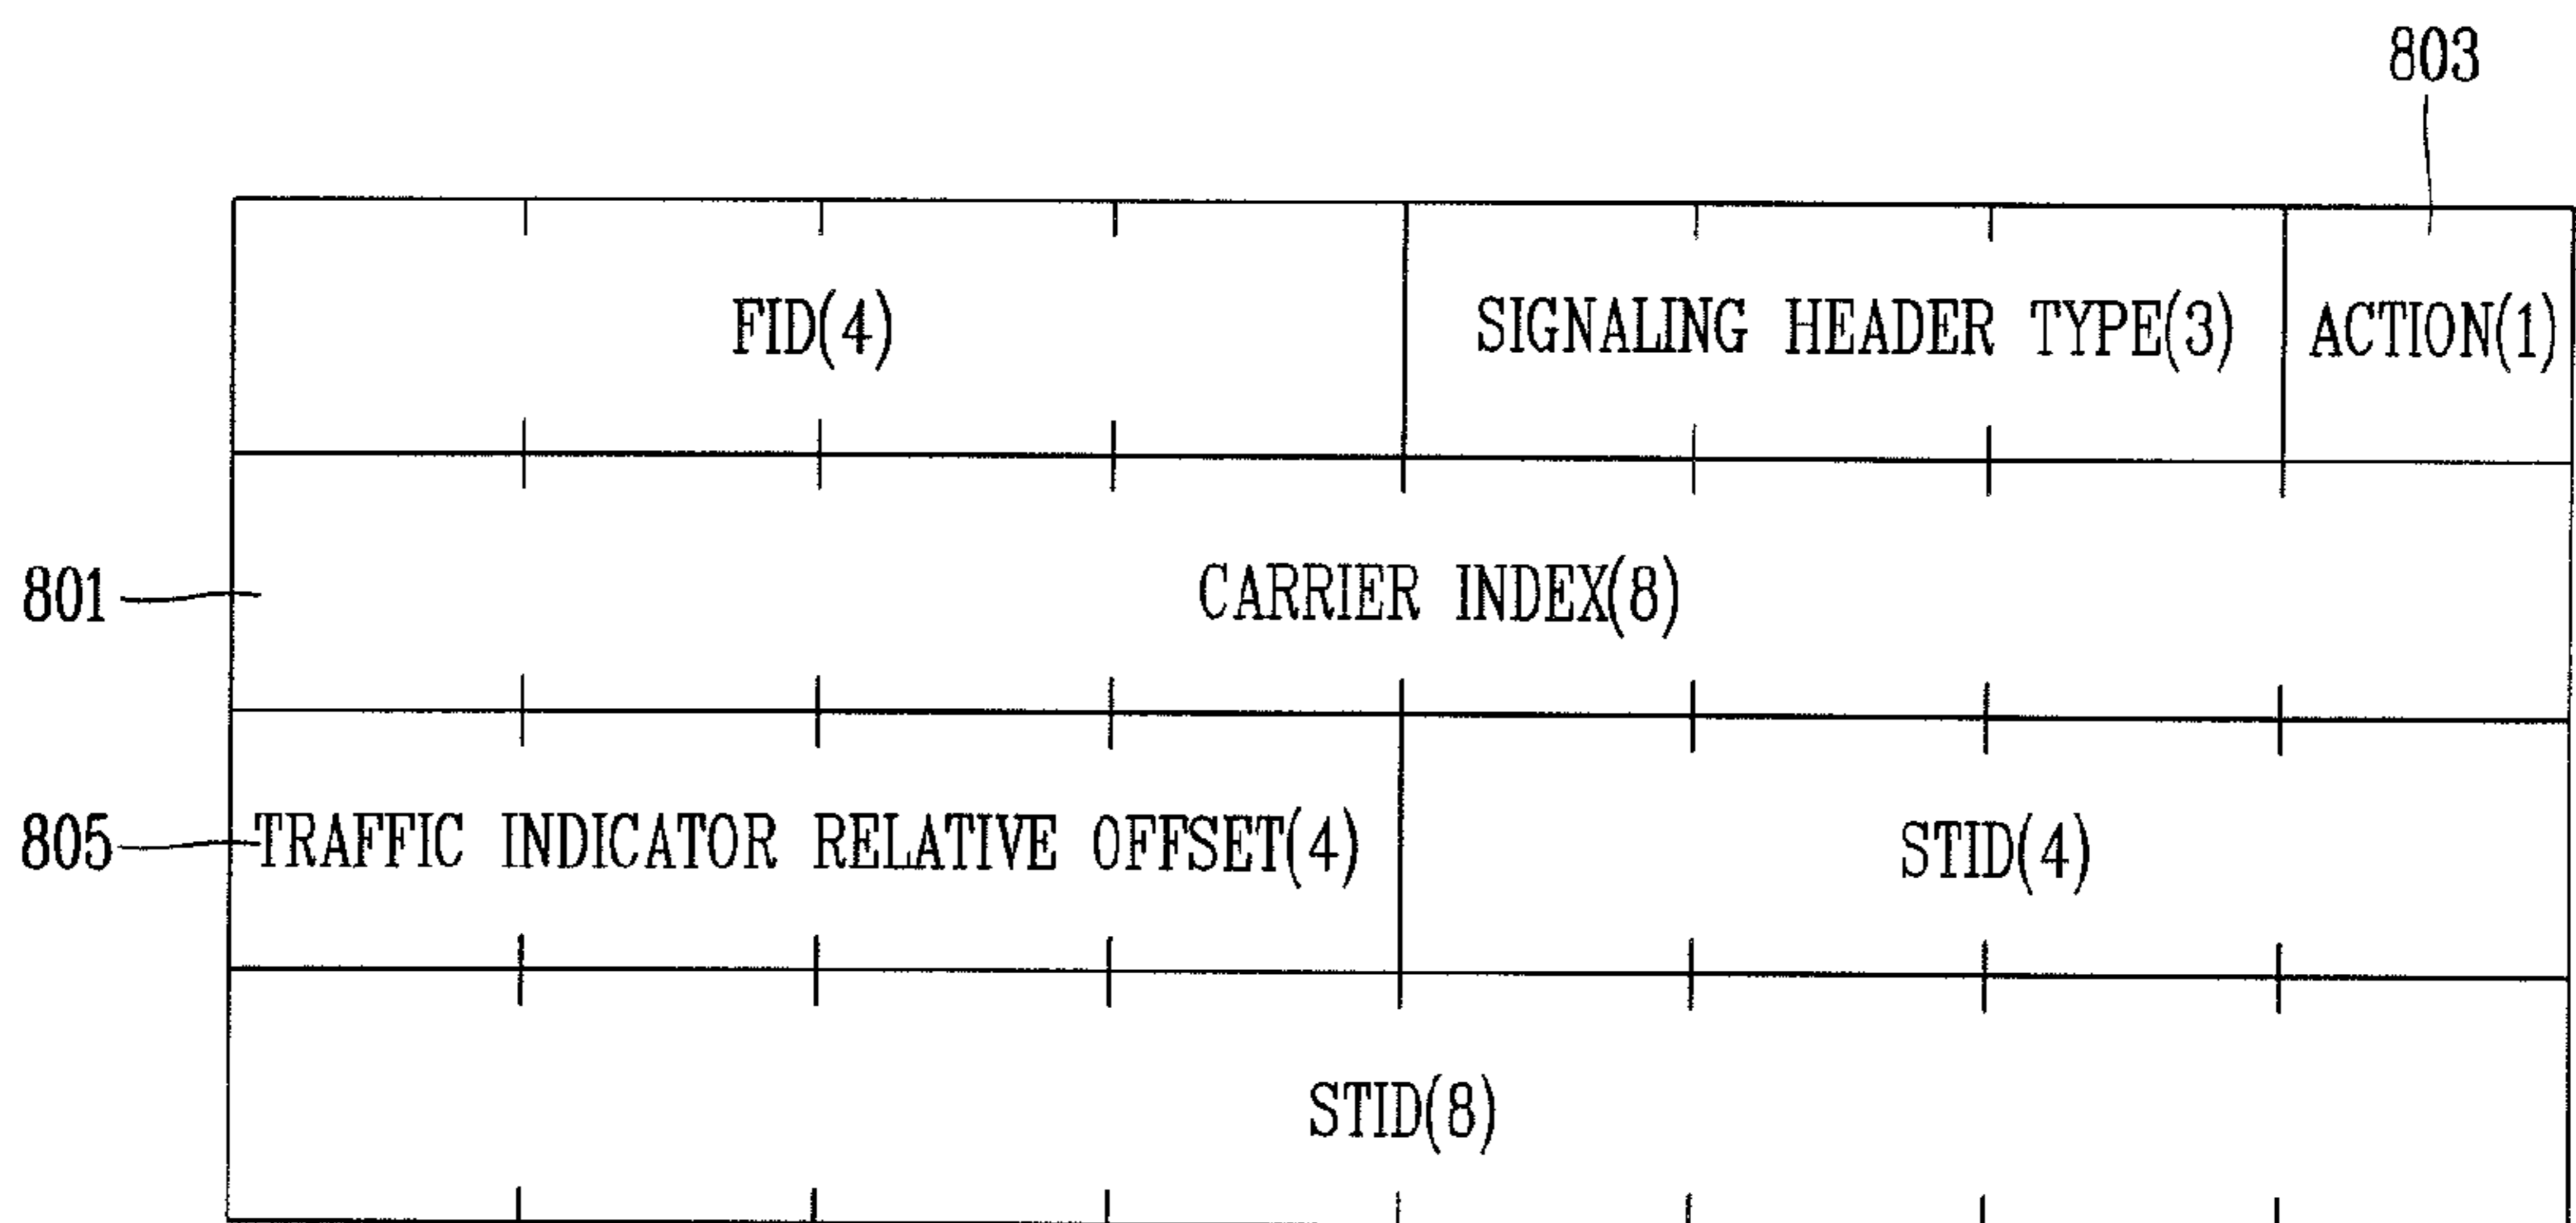 803
FID(4) SIGNALING HEADER TYPE(3) ACTION(1)
801 CARRIER INDEX(8)
805 TRAFFIC INDICATOR RELATIVE OFFSET(4) STID(4)
STID(8)